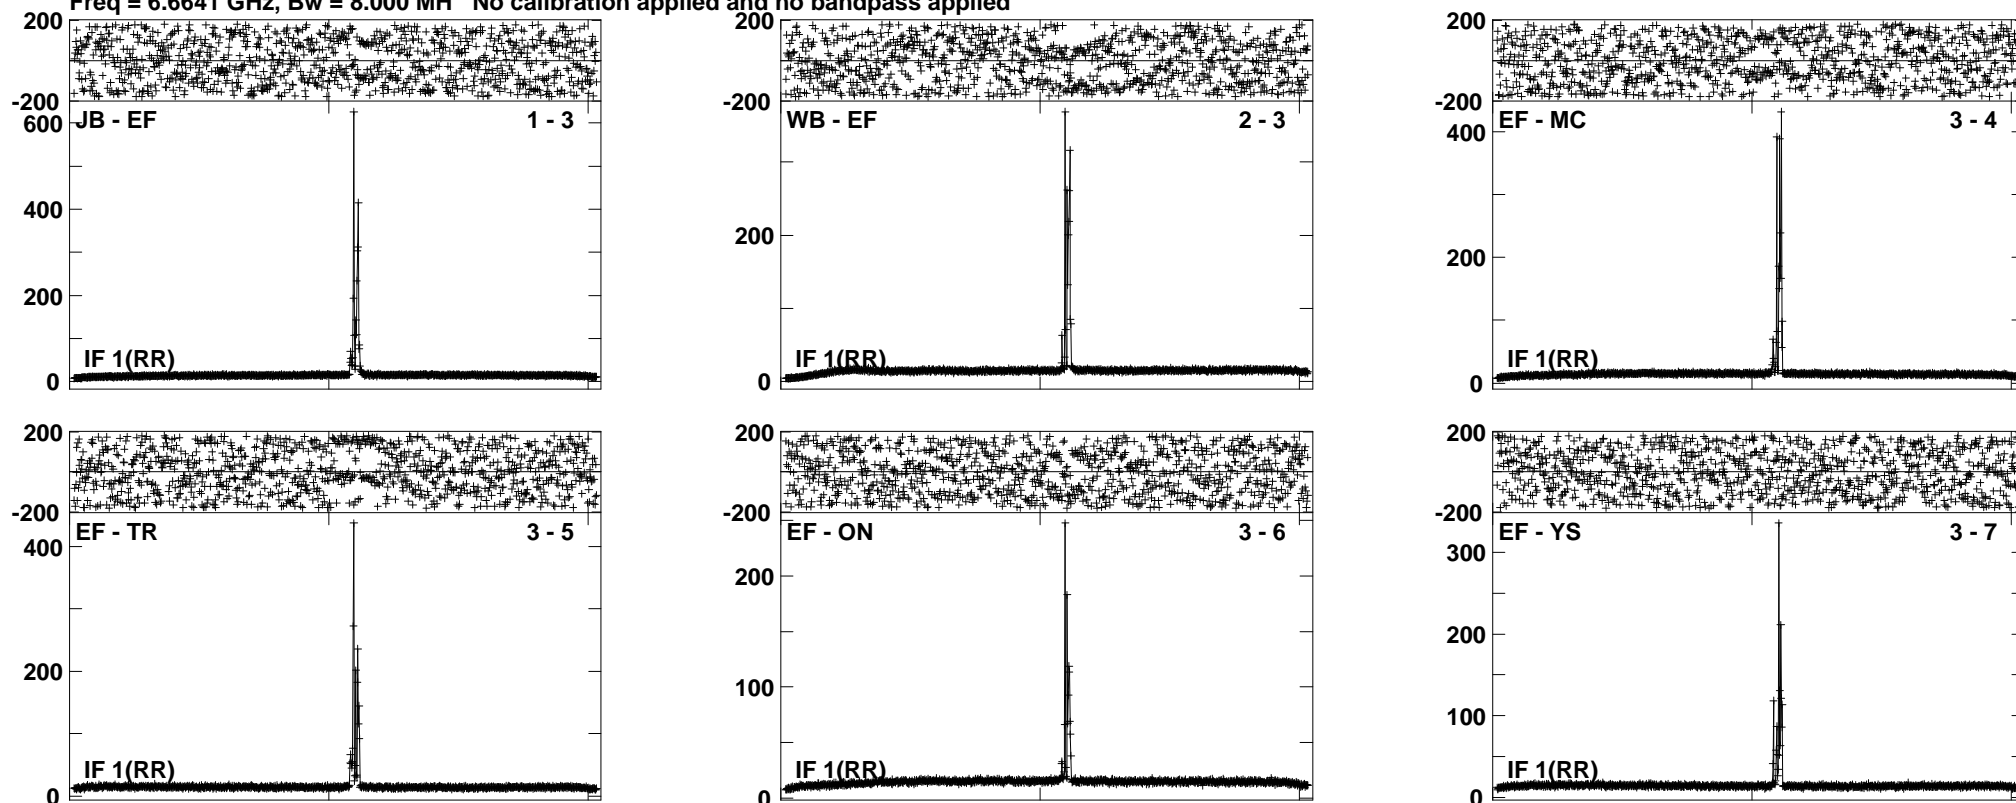 Freq = 6.6641 GHz, Bw = 8.000 MH No calibration applied and no bandpass applied
200 200 200
-200 -200 -200
JB - EF 1 - 3 WB - EF 2 - 3 EF - MC 3 - 4
600 400
400 200 200
200
IF 1(RR) IF 1(RR) IF 1(RR)
0 0 0
200 200 200
-200 -200 -200
EF - TR 3 - 5 EF - ON 3 - 6 EF - YS 3 - 7
400 200 300
200 100 200
100
IF 1(RR) IF 1(RR) IF 1(RR)
0 0 0